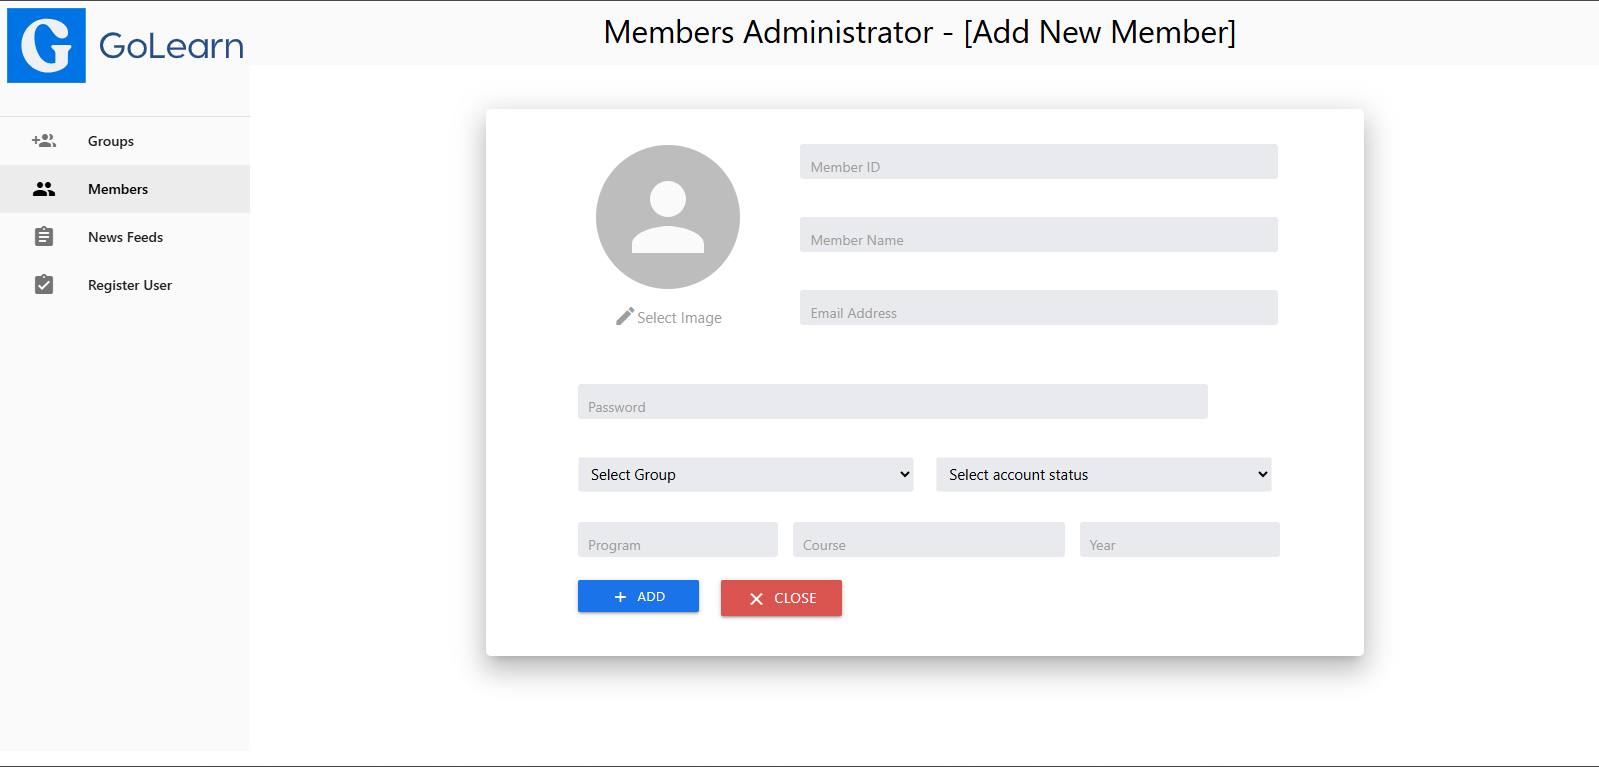 G GoLearn
Members Administrator - [Add New Member]
Groups
Members
News Feeds
Register User
Member ID
Member Name
Email Address
Select Image
Password
Select Group
Select account status
Program
Course
Year
+ ADD
× CLOSE